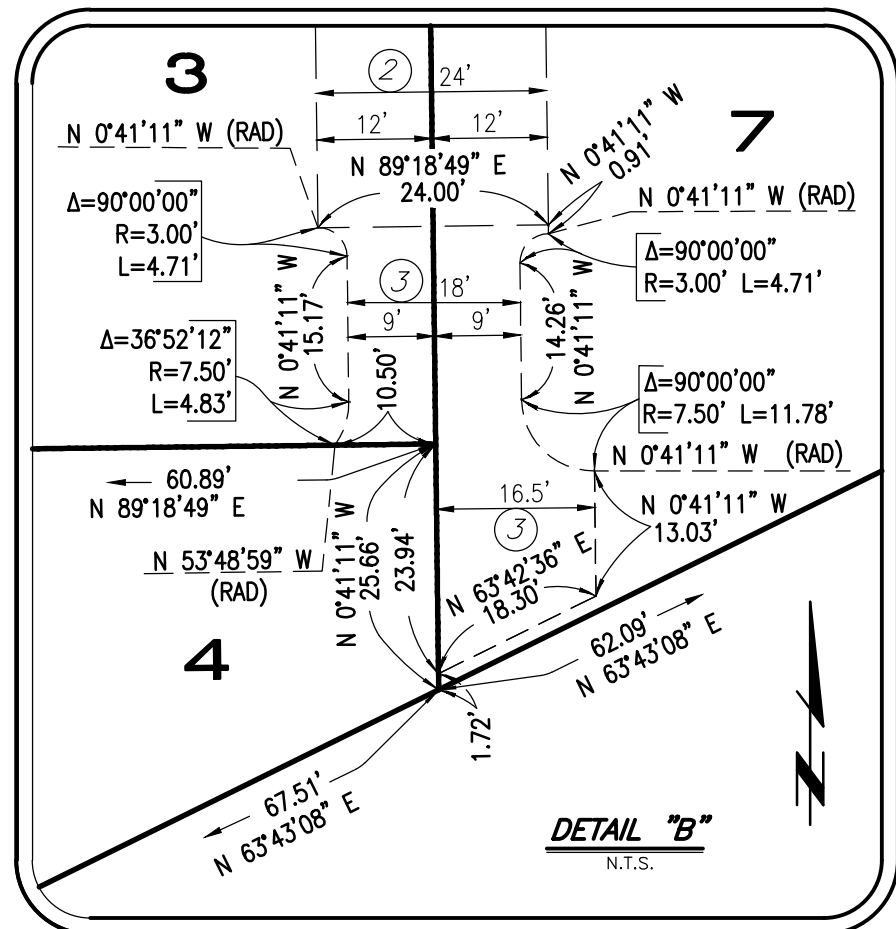 3
2
24'
12'
12'
7
N 0°41'11" W (RAD)
N 0°41'11" W
0.91'
N 89°18'49" E
24.00'
N 0°41'11" W (RAD)
Δ=90°00'00"
R=3.00'
L=4.71'
Δ=90°00'00"
R=3.00' L=4.71'
N 0°41'11" W
15.17'
3
18'
9'
9'
14.26'
N 0°41'11" W
Δ=36°52'12"
R=7.50'
L=4.83'
10.50'
Δ=90°00'00"
R=7.50' L=11.78'
N 0°41'11" W (RAD)
60.89'
N 89°18'49" E
16.5'
3
N 0°41'11" W
13.03'
N 53°48'59" W
(RAD)
N 0°41'11" W
25.66'
23.94'
N 63°42'36" E
18.30'
4
62.09'
N 63°43'08" E
1.72'
67.51'
N 63°43'08" E
N
DETAIL "B"
N.T.S.